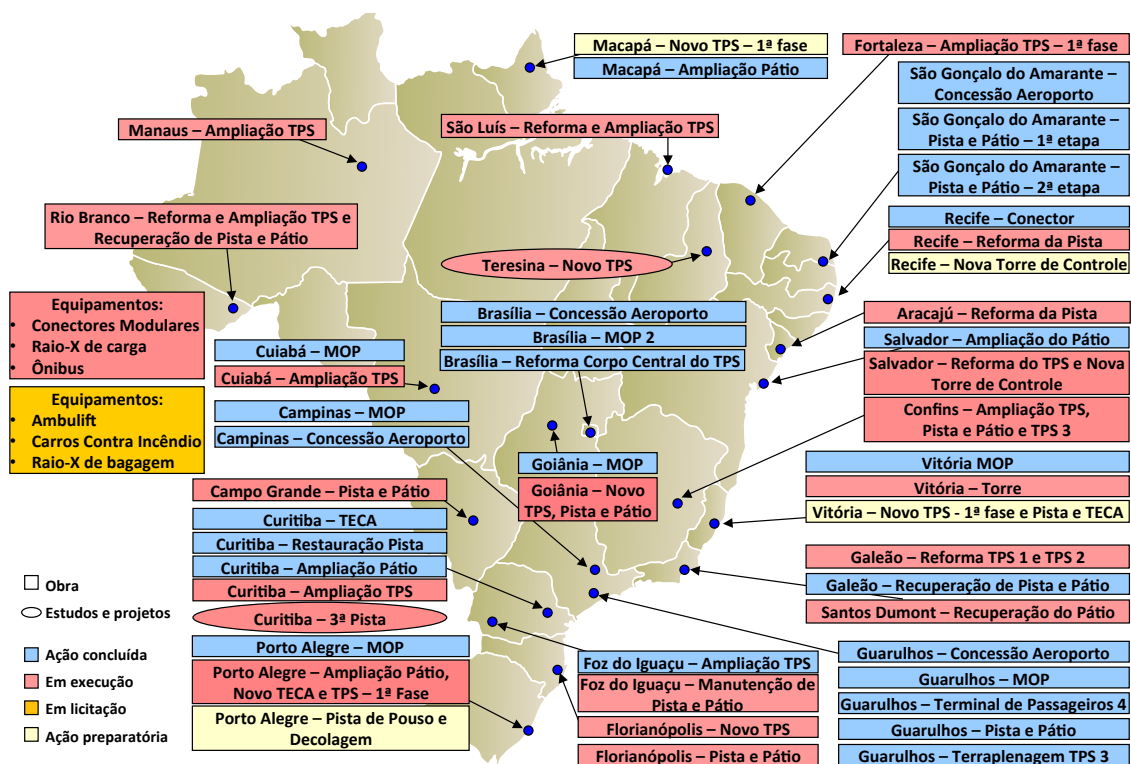 Macapá – Novo TPS – 1ª fase
Macapá – Ampliação Pátio
Fortaleza – Ampliação TPS – 1ª fase
São Gonçalo do Amarante –
Concessão Aeroporto
São Gonçalo do Amarante –
Pista e Pátio – 1ª etapa
São Gonçalo do Amarante –
Pista e Pátio – 2ª etapa
Manaus – Ampliação TPS
São Luís – Reforma e Ampliação TPS
Rio Branco – Reforma e Ampliação TPS e
Recuperação de Pista e Pátio
Recife – Conector
Recife – Reforma da Pista
Recife – Nova Torre de Controle
Teresina – Novo TPS
Equipamentos:
• Conectores Modulares
• Raio-X de carga
• Ônibus
Equipamentos:
• Ambulift
• Carros Contra Incêndio
• Raio-X de bagagem
Brasília – Concessão Aeroporto
Brasília – MOP 2
Brasília – Reforma Corpo Central do TPS
Cuiabá – MOP
Cuiabá – Ampliação TPS
Campinas – MOP
Campinas – Concessão Aeroporto
Aracajú – Reforma da Pista
Salvador – Ampliação do Pátio
Salvador – Reforma do TPS e Nova
Torre de Controle
Confins – Ampliação TPS,
Pista e Pátio e TPS 3
Goiânia – MOP
Goiânia – Novo
TPS, Pista e Pátio
Vitória MOP
Vitória – Torre
Vitória – Novo TPS - 1ª fase e Pista e TECA
Campo Grande – Pista e Pátio
Curitiba – TECA
Curitiba – Restauração Pista
Curitiba – Ampliação Pátio
Curitiba – Ampliação TPS
Curitiba – 3ª Pista
Galeão – Reforma TPS 1 e TPS 2
Galeão – Recuperação de Pista e Pátio
Santos Dumont – Recuperação do Pátio
Porto Alegre – MOP
Porto Alegre – Ampliação Pátio,
Novo TECA e TPS – 1ª Fase
Porto Alegre – Pista de Pouso e
Decolagem
Foz do Iguaçu – Ampliação TPS
Foz do Iguaçu – Manutenção de
Pista e Pátio
Florianópolis – Novo TPS
Florianópolis – Pista e Pátio
Guarulhos – Concessão Aeroporto
Guarulhos – MOP
Guarulhos – Terminal de Passageiros 4
Guarulhos – Pista e Pátio
Guarulhos – Terraplenagem TPS 3
Obra
Estudos e projetos
Ação concluída
Em execução
Em licitação
Ação preparatória